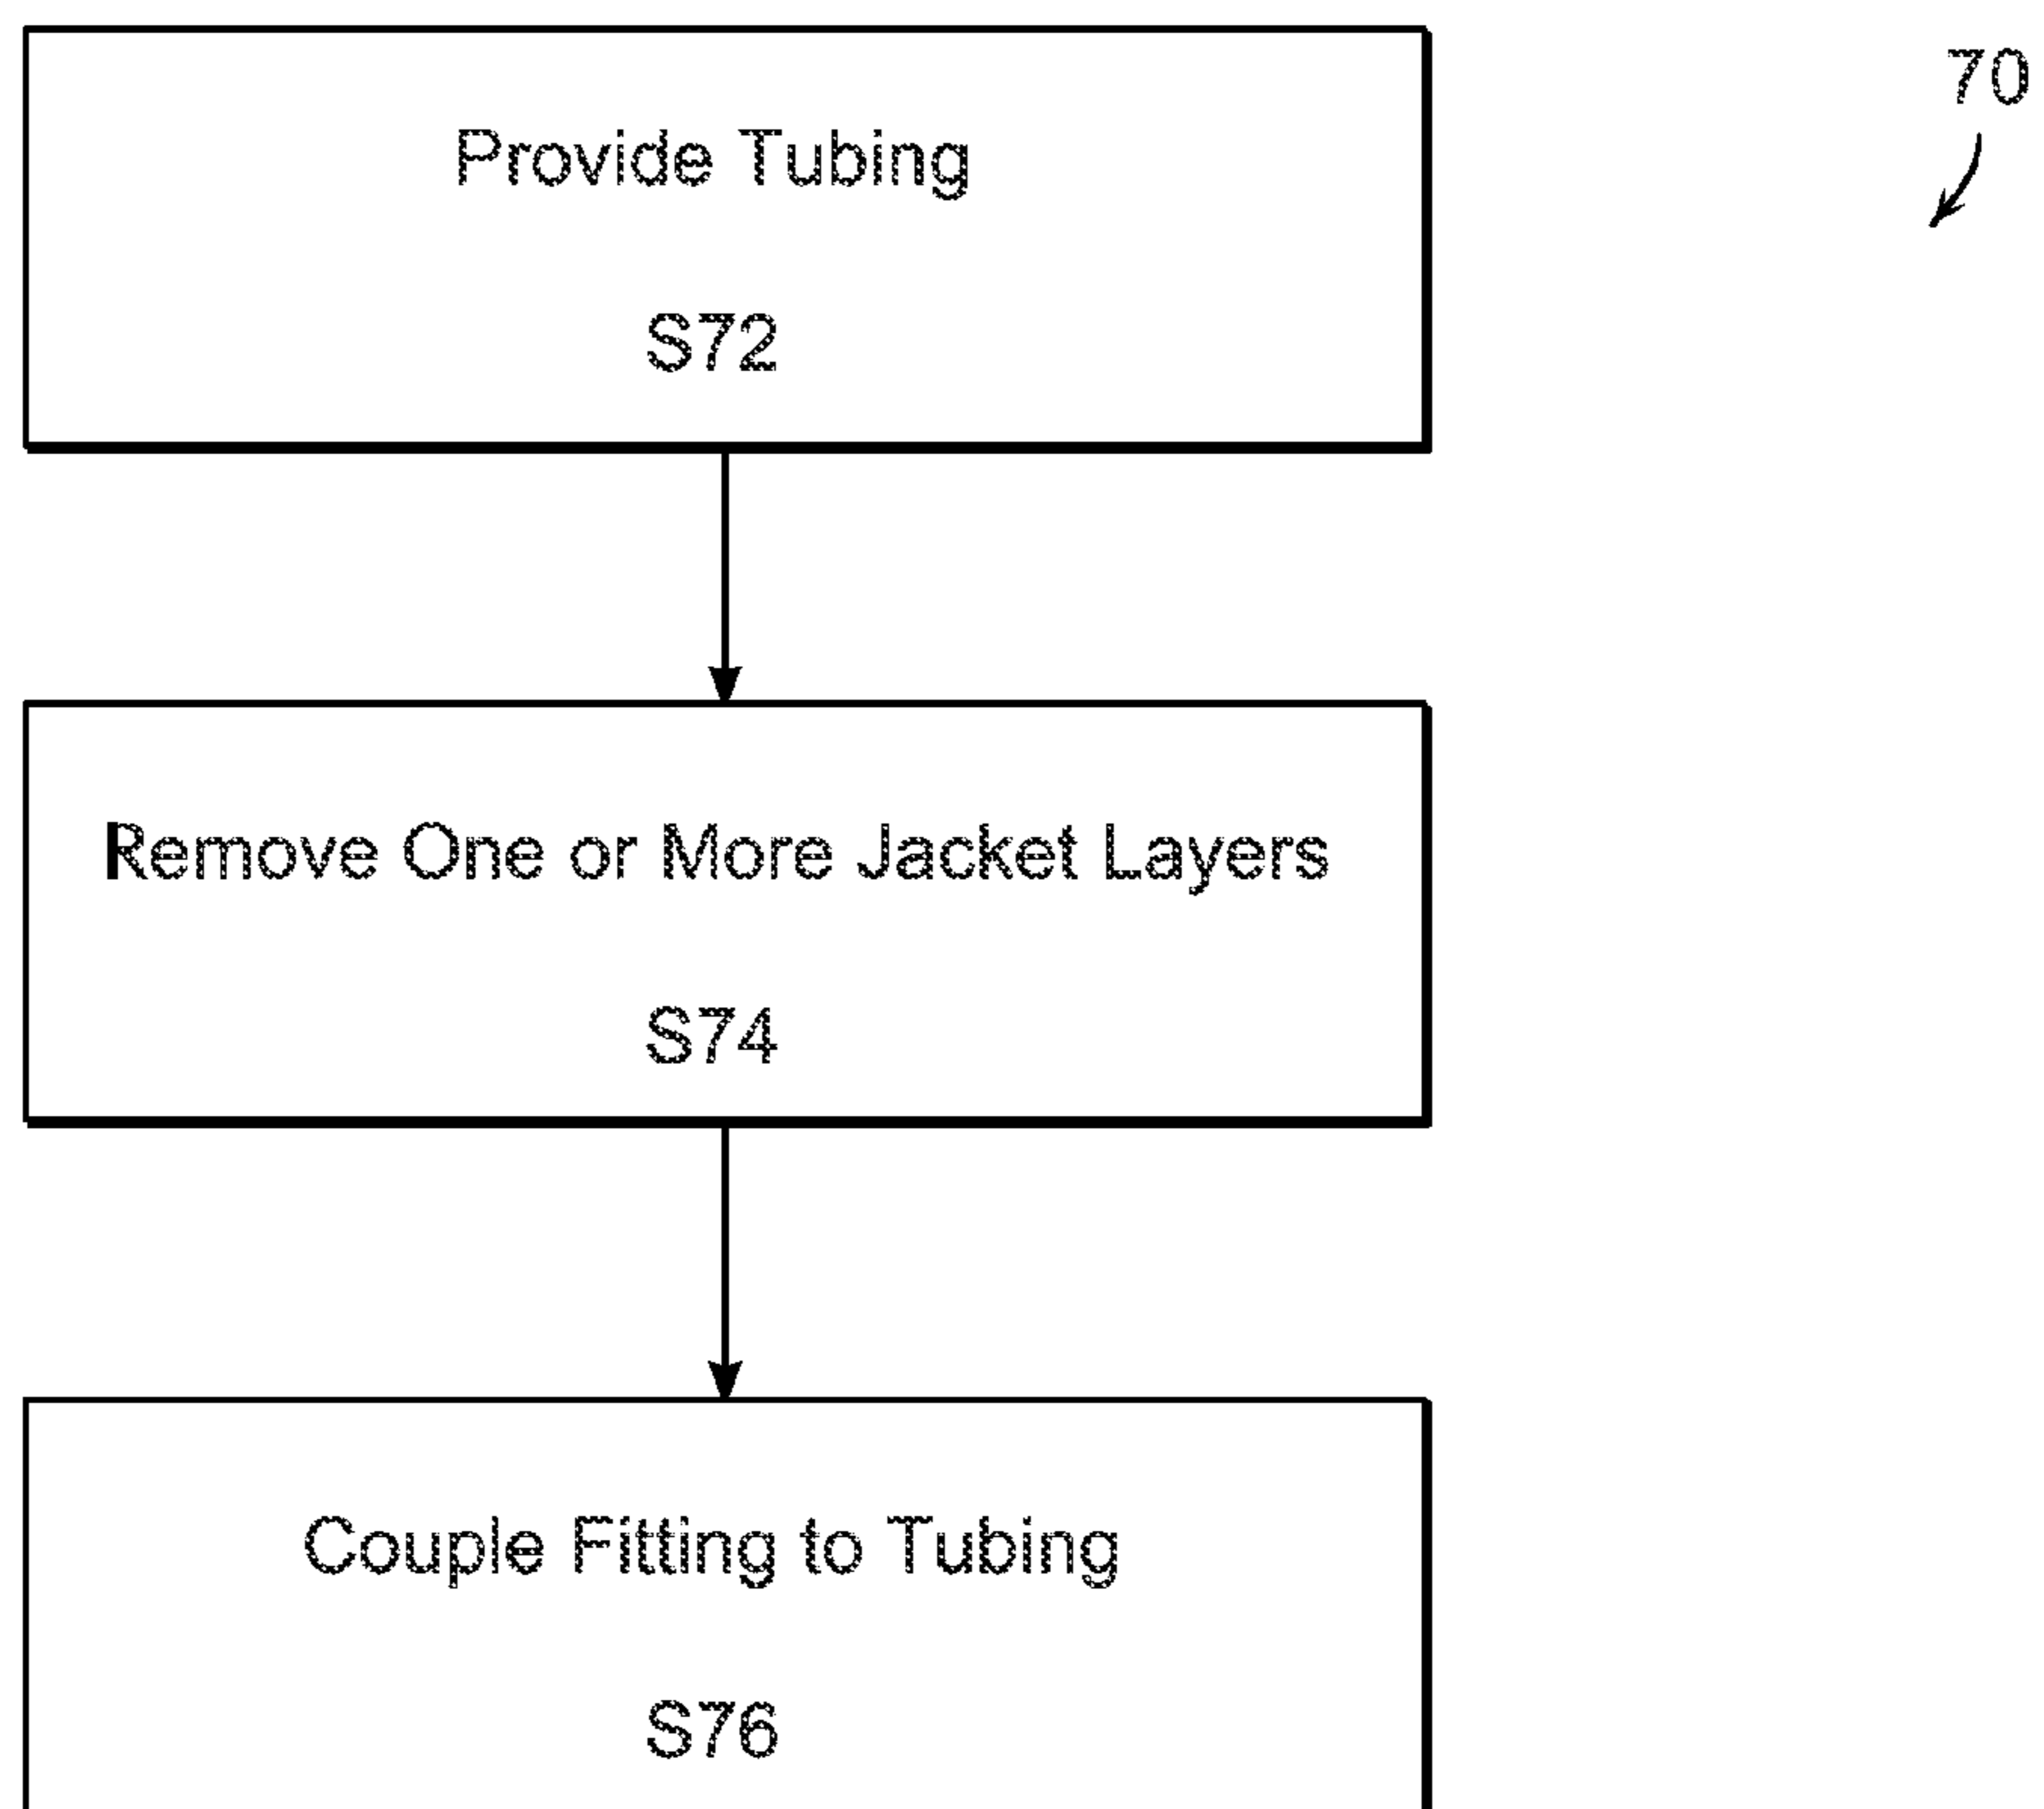 70
Provide Tubing
S72
Remove One or More Jacket Layers
S74
Couple Fitting to Tubing
S76